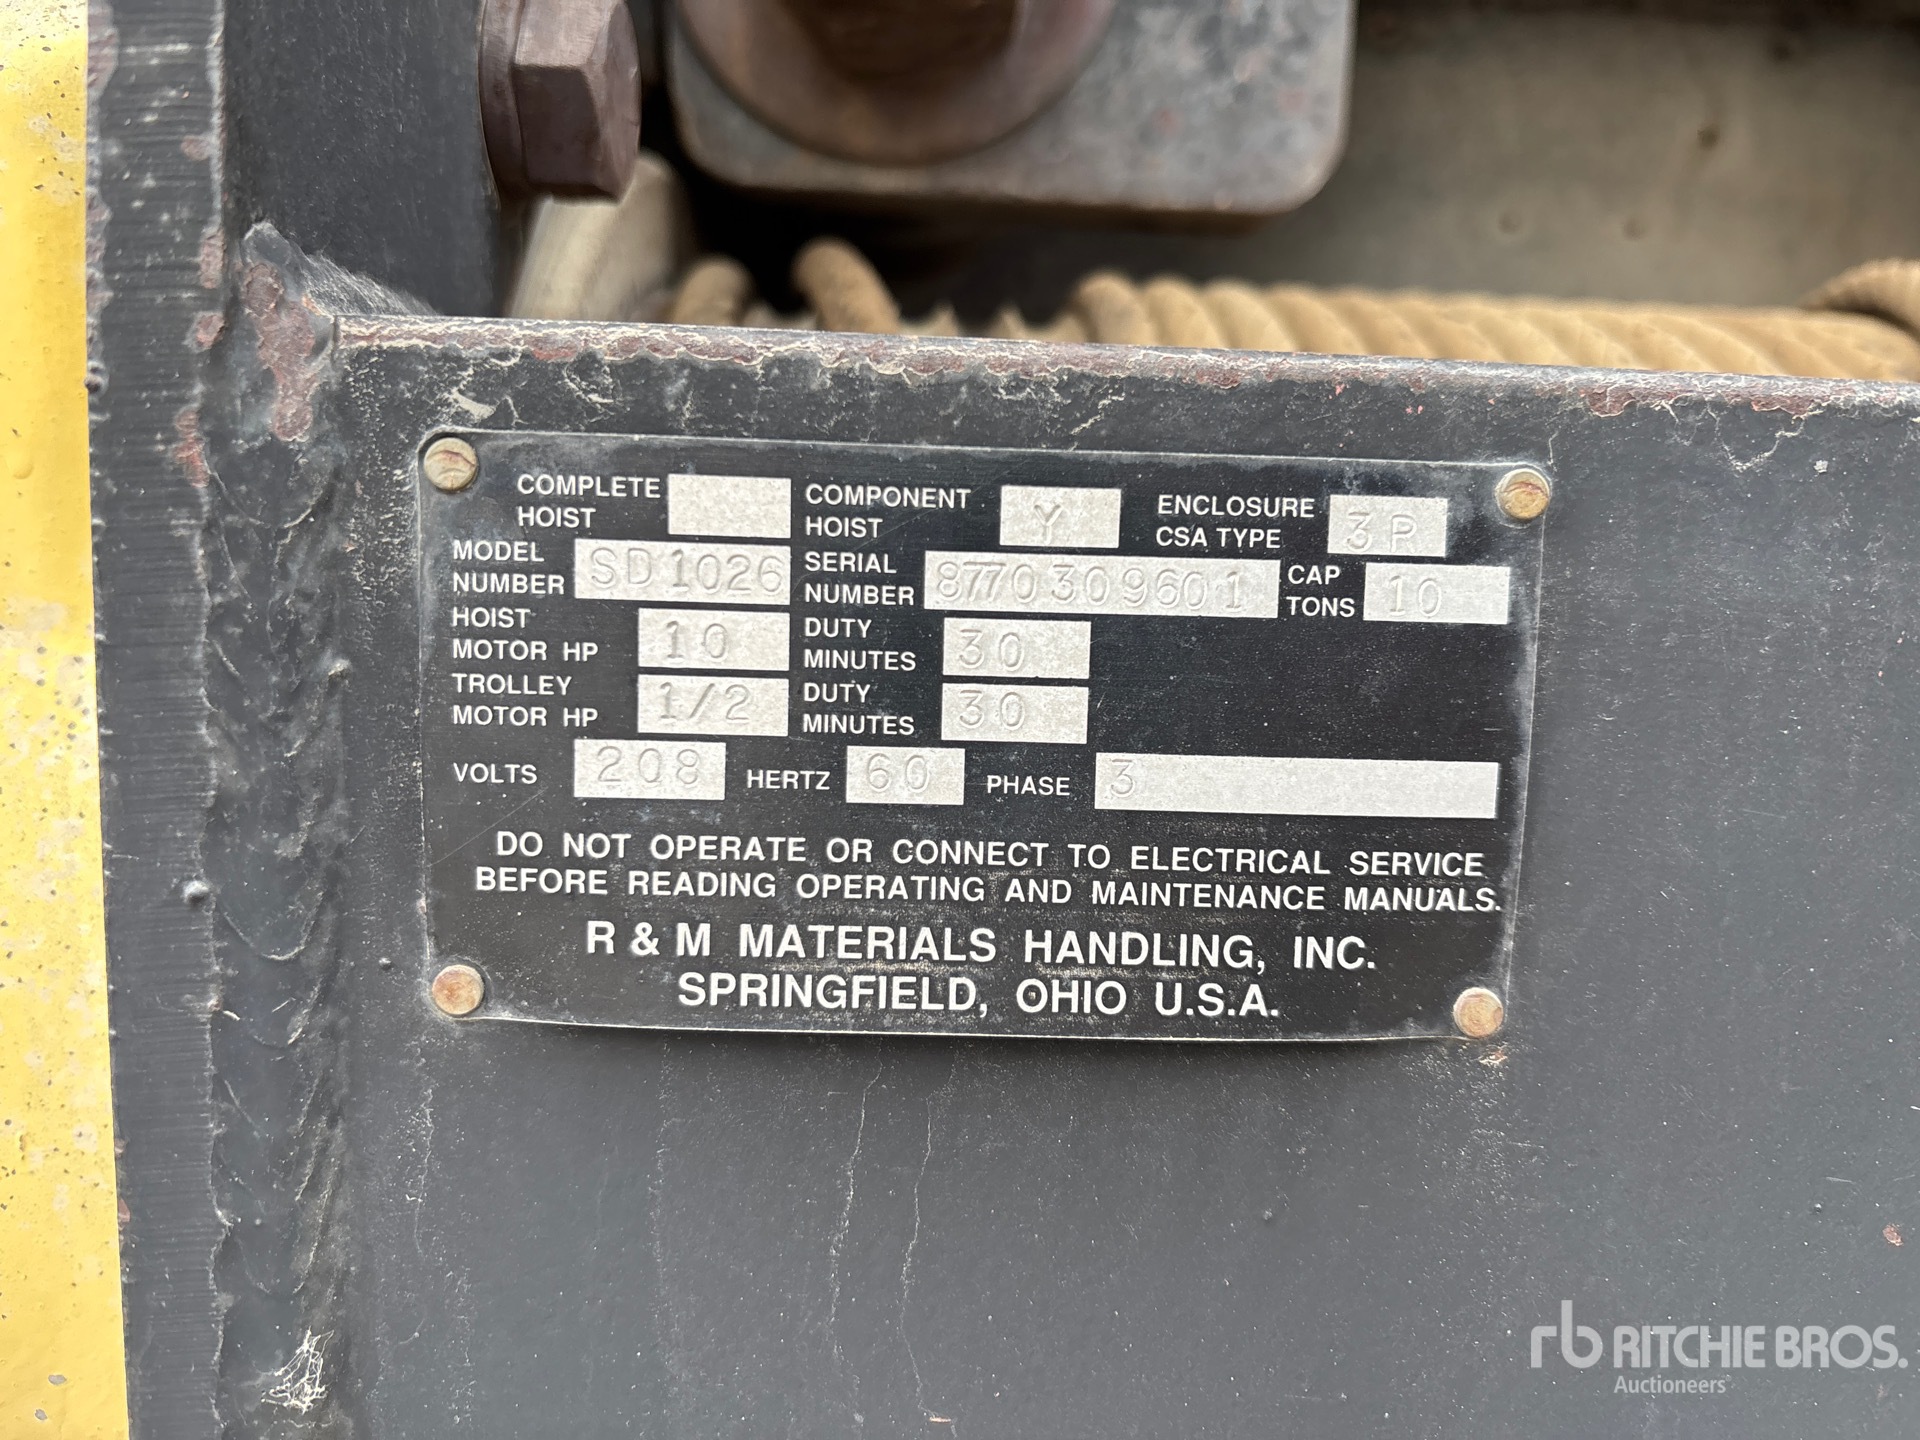 COMPLETE HOIST COMPONENT HOIST Y ENCLOSURE CSA TYPE 3P
MODEL NUMBER SD1026 SERIAL NUMBER 8770309601 CAP TONS 10
HOIST MOTOR HP 10 DUTY MINUTES 30
TROLLEY MOTOR HP 1/2 DUTY MINUTES 30
VOLTS 208 HERTZ 60 PHASE 3
DO NOT OPERATE OR CONNECT TO ELECTRICAL SERVICE
BEFORE READING OPERATING AND MAINTENANCE MANUALS.
R & M MATERIALS HANDLING, INC.
SPRINGFIELD, OHIO U.S.A.
rb RITCHIE BROS.
Auctioneers